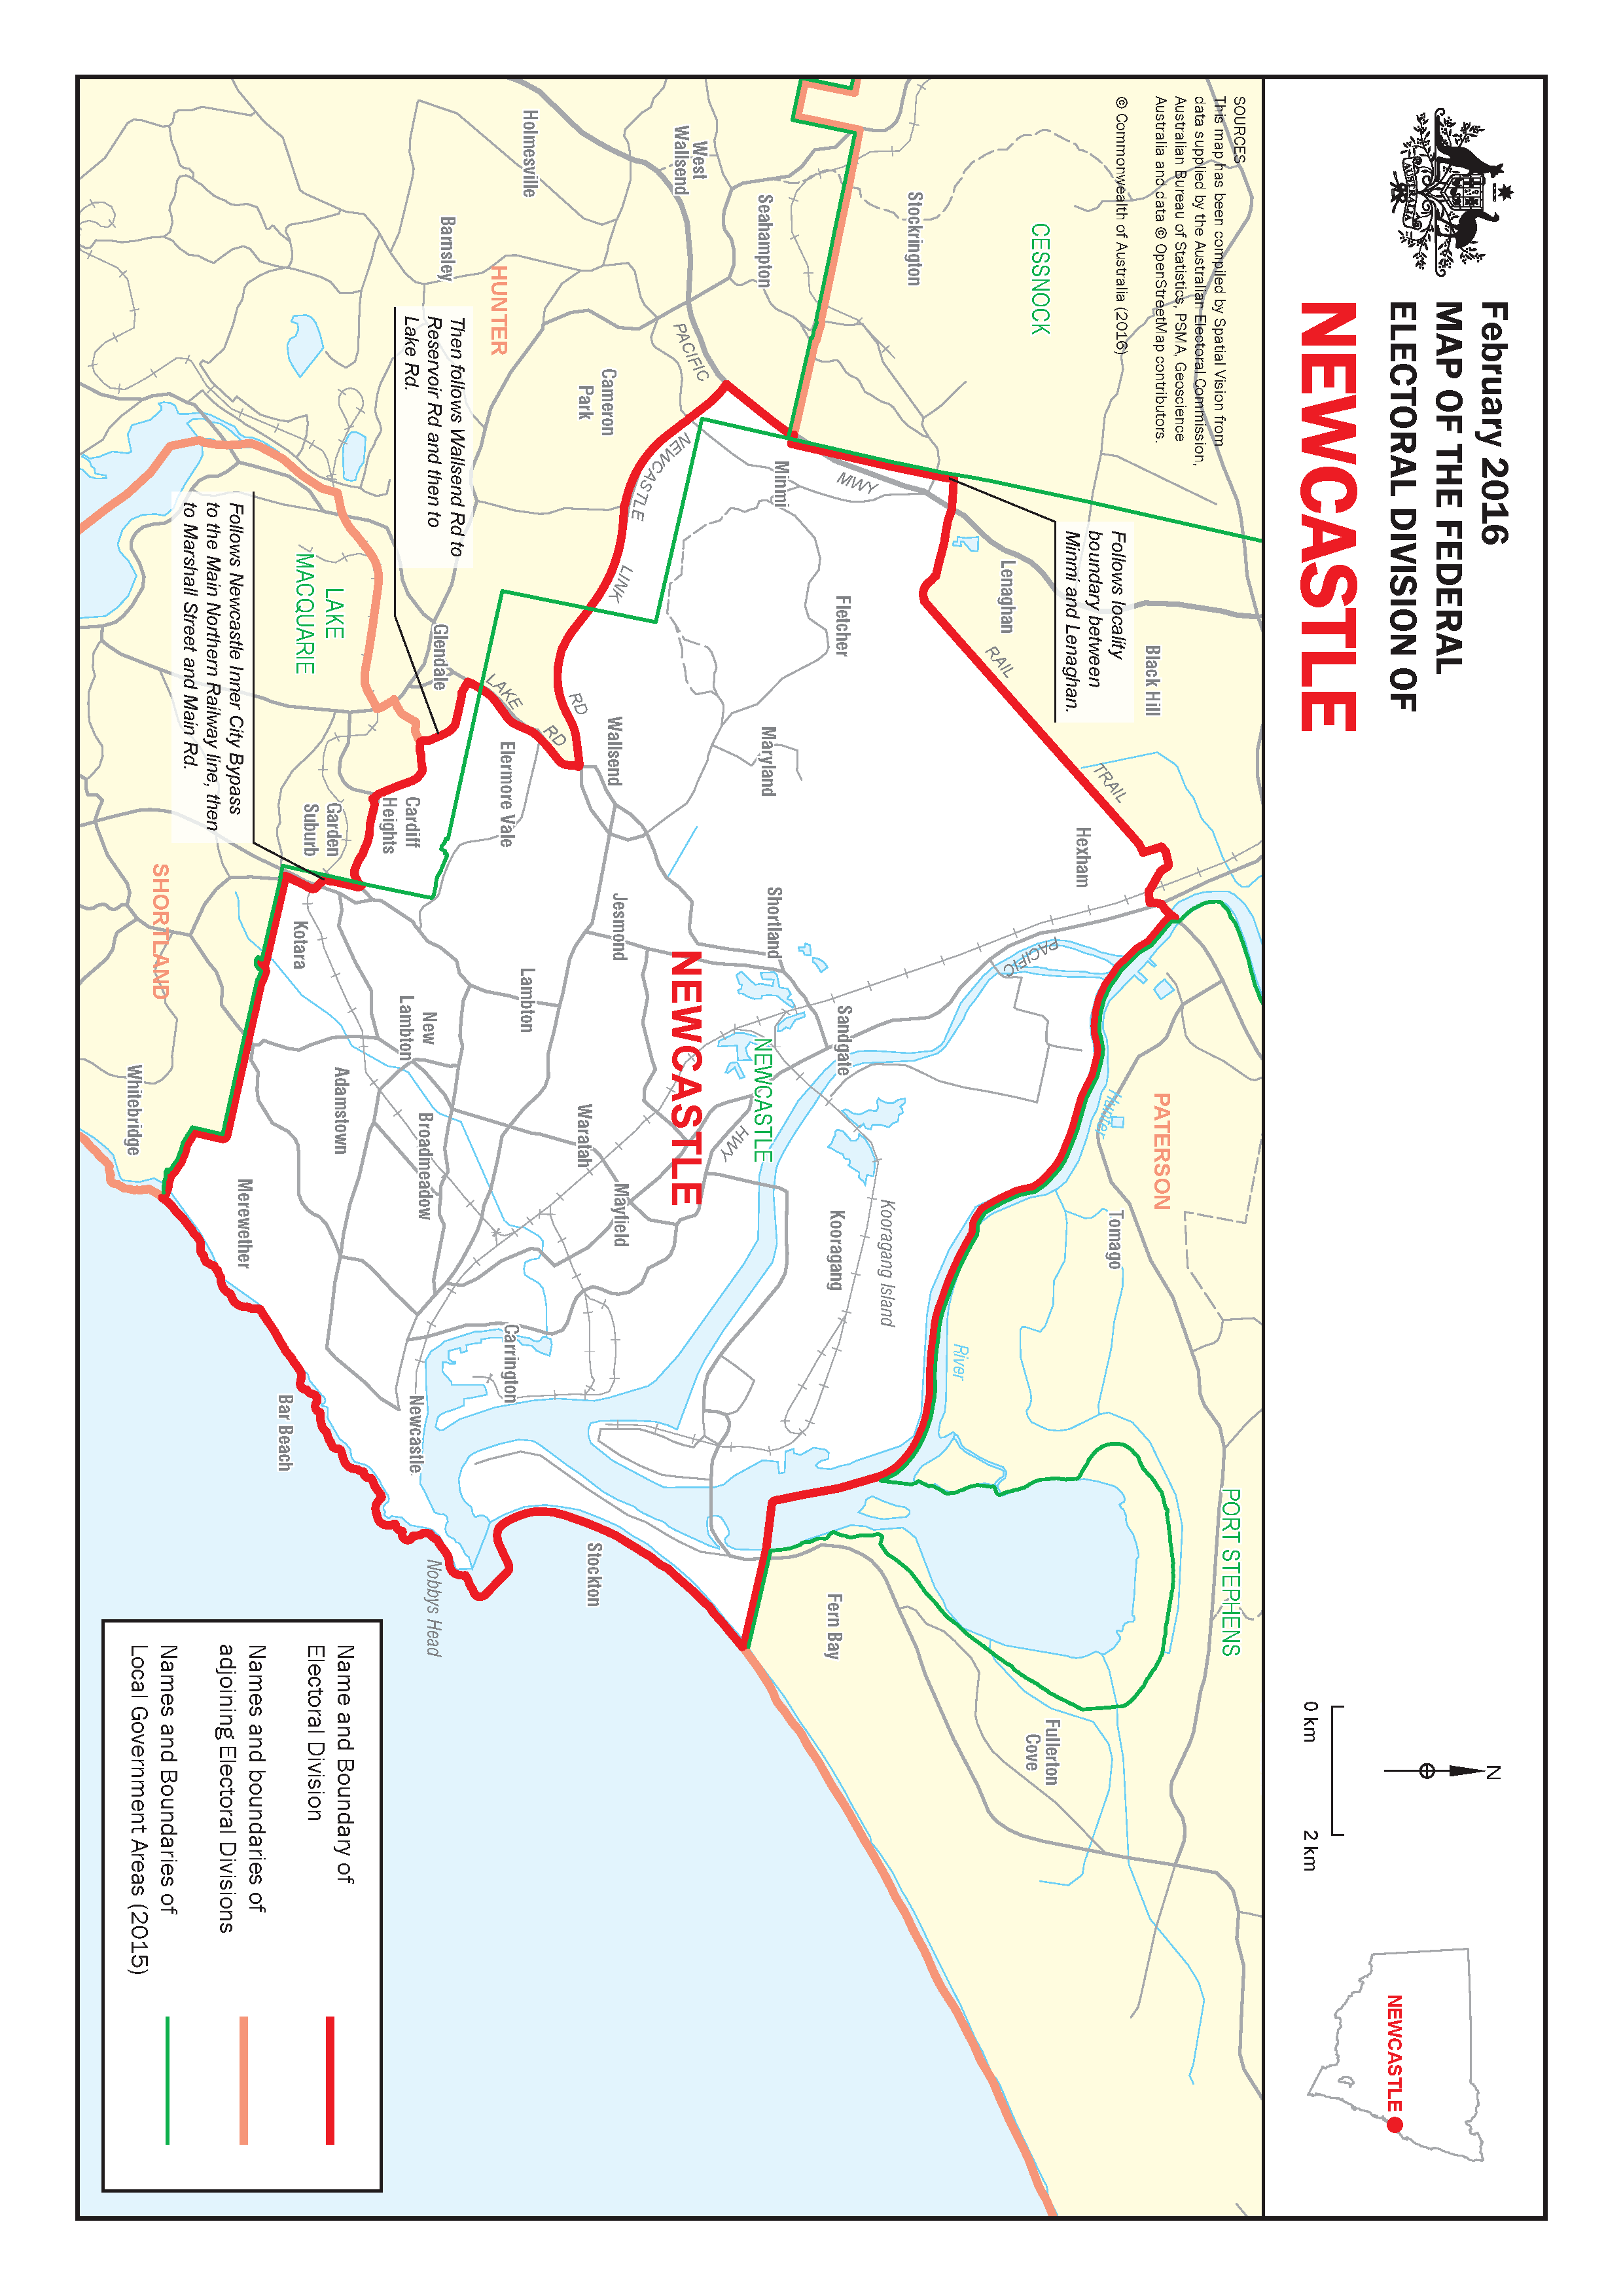 February 2016
MAP OF THE FEDERAL
ELECTORAL DIVISION OF
NEWCASTLE
AUSTRALIA
N
0 km
2 km
NEWCASTLE
SOURCES
This map has been compiled by Spatial Vision from
data supplied by the Australian Electoral Commission,
Australian Bureau of Statistics, PSMA, Geoscience
Australia and data © OpenStreetMap contributors.
© Commonwealth of Australia (2016)
CESSNOCK
PORT STEPHENS
PATERSON
Black Hill
Follows locality
boundary between
Minmi and Lenaghan.
Lenaghan
RAIL
TRAIL
Hexham
PACIFIC
Hunter
Tomago
Fullerton
Cove
River
Stockrington
MWY
Fletcher
Sandgate
Kooragang Island
Kooragang
Fern Bay
Seahampton
Minmi
Maryland
Shortland
NEWCASTLE
HWY
West
Wallsend
PACIFIC
NEWCASTLE
NEWCASTLE
LINK
RD
Cameron
Park
Wallsend
Jesmond
Mayfield
Waratah
Stockton
Holmesville
HUNTER
LAKE
RD
Elermore Vale
Lambton
Carrington
Barnsley
Then follows Wallsend Rd to
Reservoir Rd and then to
Lake Rd.
Glendale
Cardiff
Heights
New
Lambton
Broadmeadow
Newcastle
Nobbys Head
LAKE
MACQUARIE
Garden
Suburb
Adamstown
Kotara
Bar Beach
Follows Newcastle Inner City Bypass
to the Main Northern Railway line, then
to Marshall Street and Main Rd.
Merewether
SHORTLAND
Whitebridge
Name and Boundary of
Electoral Division
Names and boundaries of
adjoining Electoral Divisions
Names and Boundaries of
Local Government Areas (2015)